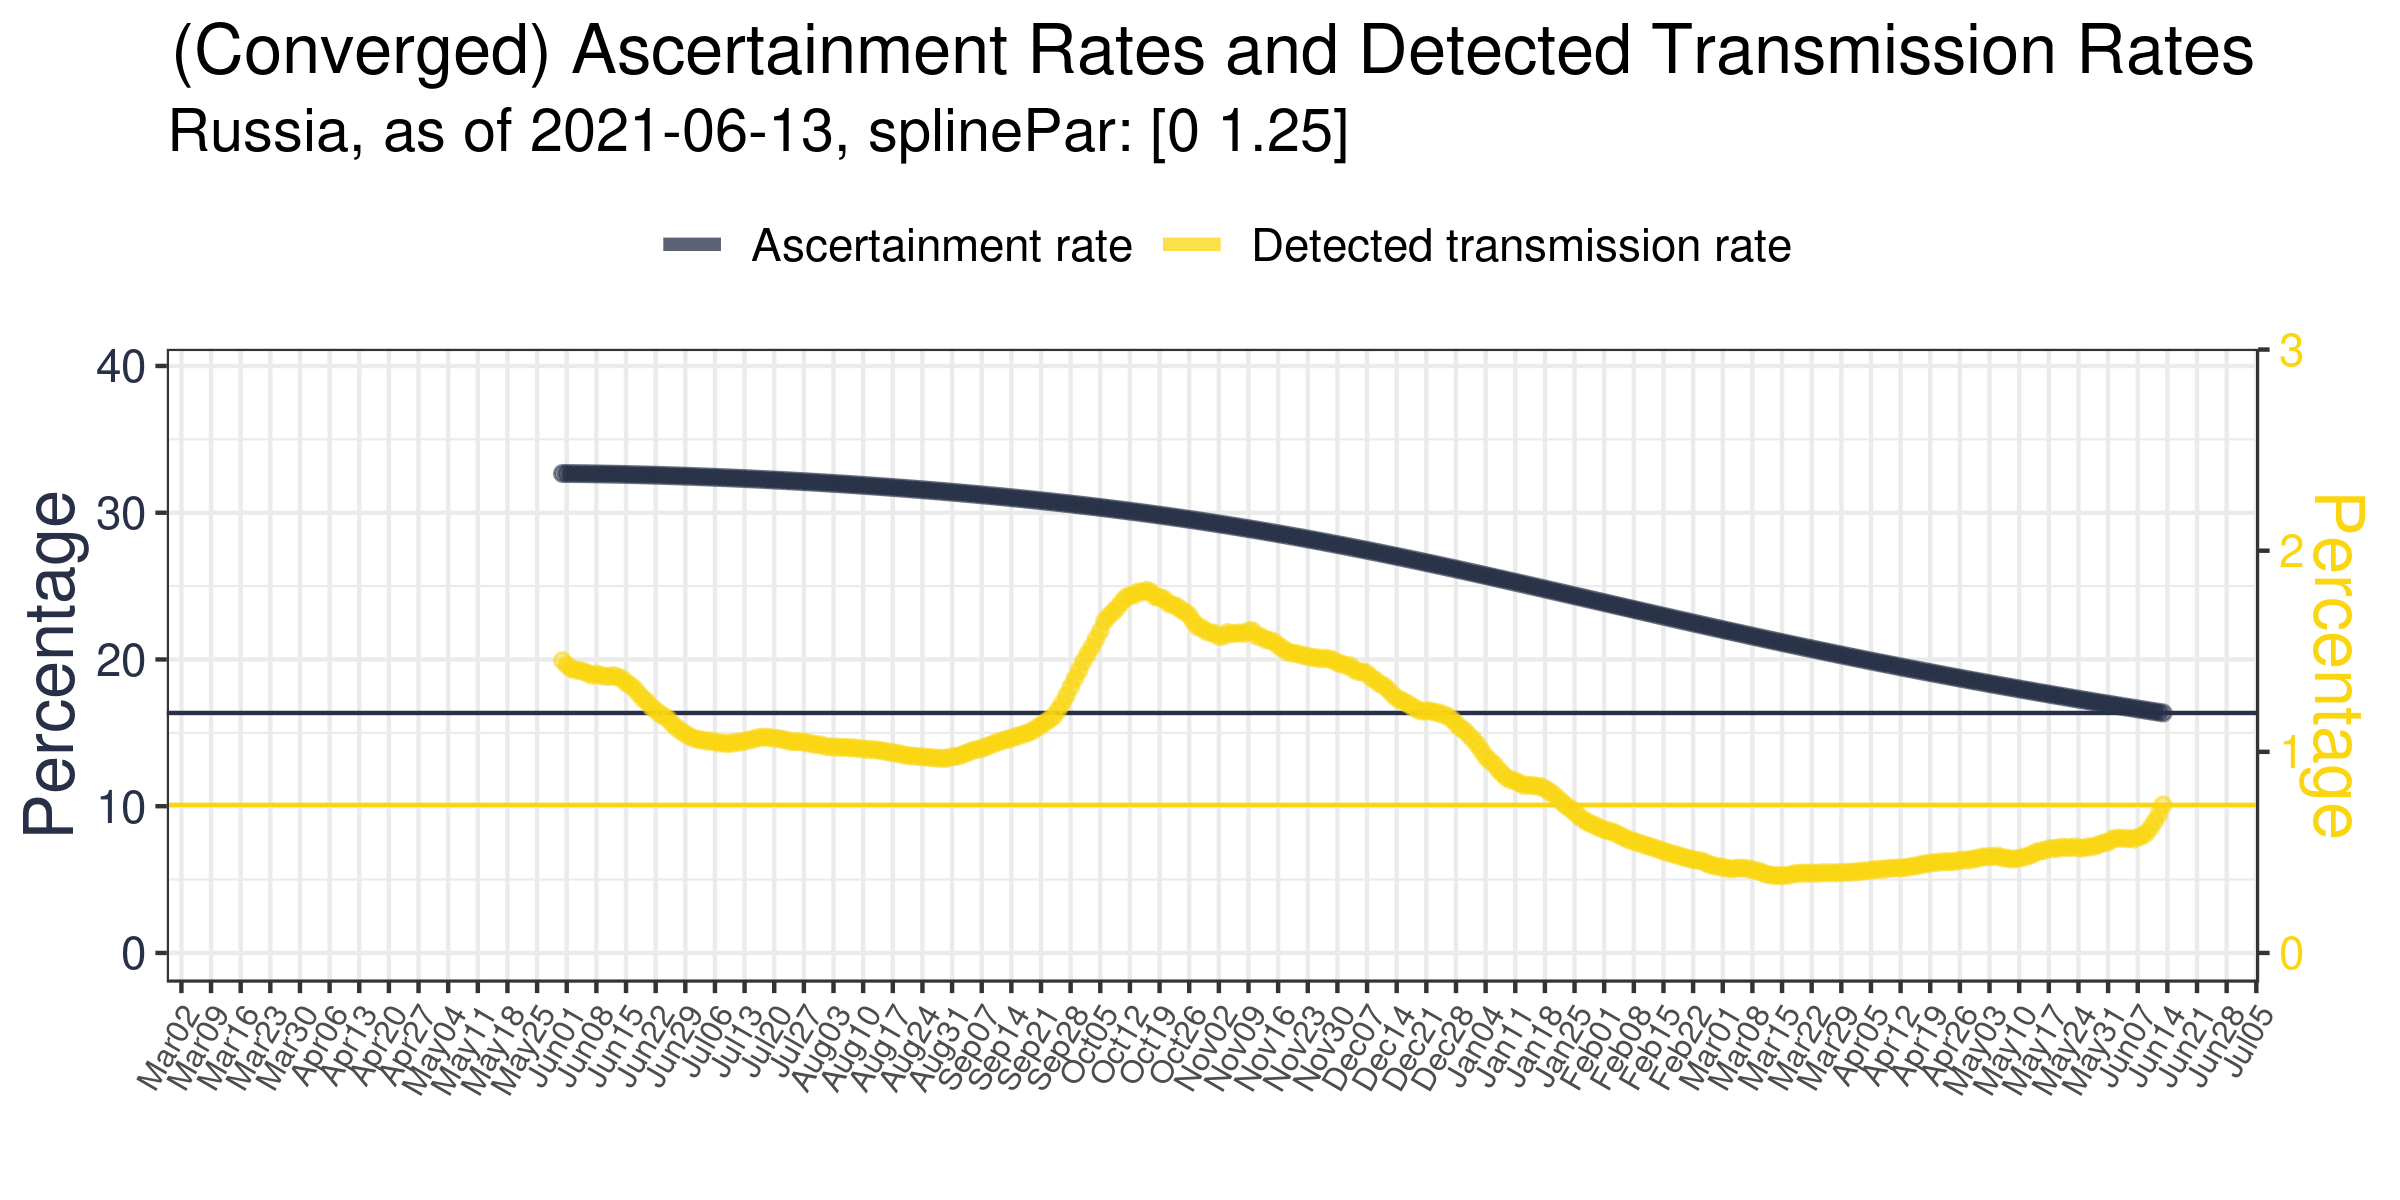 (Converged) Ascertainment Rates and Detected Transmission Rates
Russia, as of 2021-06-13, splinePar: [0 1.25]
Ascertainment rate
Detected transmission rate
Percentage
40
30
20
10
0
3
2
1
0
Percentage
Mar02
Mar09
Mar16
Mar23
Mar30
Apr06
Apr13
Apr20
Apr27
May04
May11
May18
May25
Jun01
Jun08
Jun15
Jun22
Jun29
Jul06
Jul13
Jul20
Jul27
Aug03
Aug10
Aug17
Aug24
Aug31
Sep07
Sep14
Sep21
Sep28
Oct05
Oct12
Oct19
Oct26
Nov02
Nov09
Nov16
Nov23
Nov30
Dec07
Dec14
Dec21
Dec28
Jan04
Jan11
Jan18
Jan25
Feb01
Feb08
Feb15
Feb22
Mar01
Mar08
Mar15
Mar22
Mar29
Apr05
Apr12
Apr19
Apr26
May03
May10
May17
May24
May31
Jun07
Jun14
Jun21
Jun28
Jul05